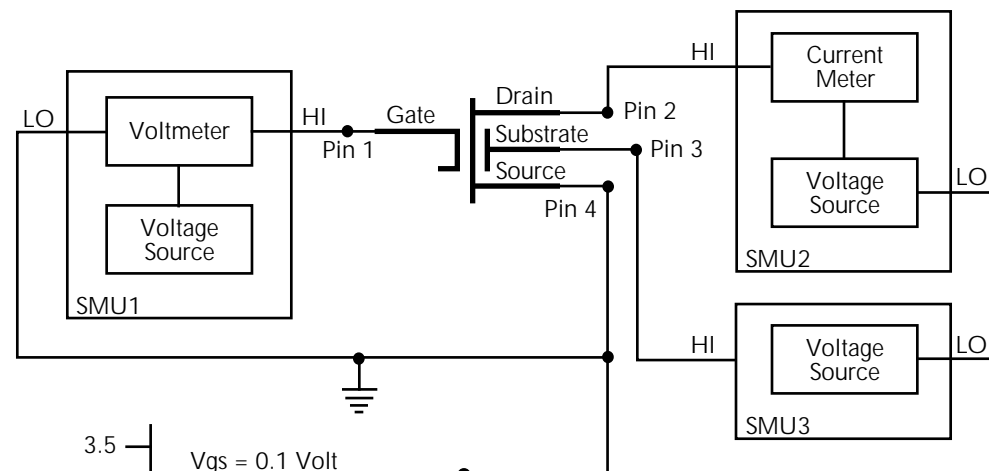 HI
Current
Meter
LO
Voltmeter
HI
Gate
Pin 1
Drain
Pin 2
Substrate
Pin 3
Source
Pin 4
Voltage
Source
LO
SMU2
Voltage
Source
SMU1
HI
Voltage
Source
LO
SMU3
3.5
Vgs = 0.1 Volt